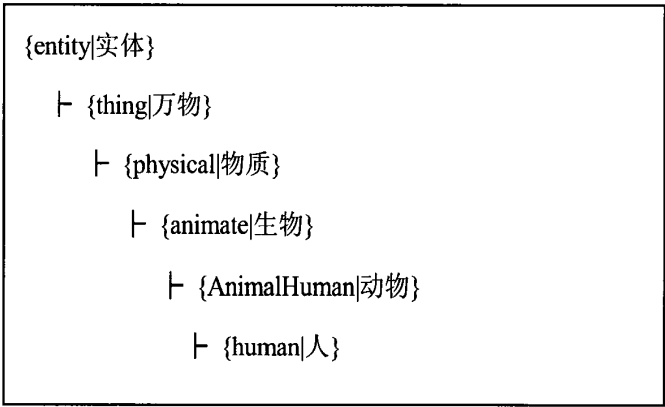 {entity|实体}
├ {thing|万物}
├ {physical|物质}
├ {animate|生物}
├ {AnimalHuman|动物}
├ {human|人}